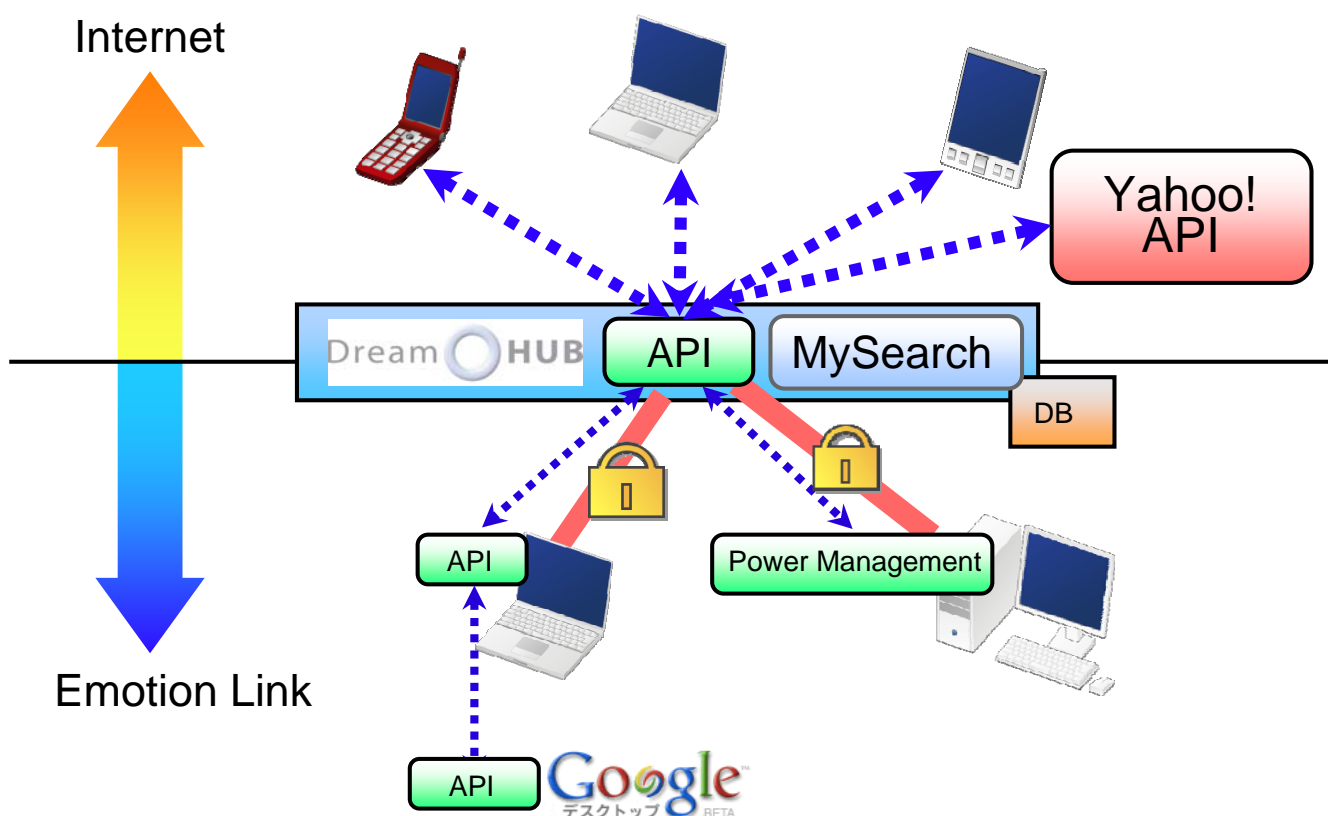 Internet
Yahoo!
API
Dream HUB
API
MySearch
DB
API
Power Management
Emotion Link
API
Google™
デスクトップ BETA